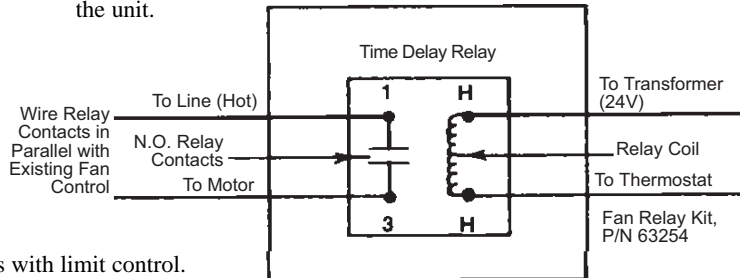 the unit.
Time Delay Relay
1 H
To Line (Hot)
To Transformer
(24V)
Wire Relay
Contacts in
Parallel with
Existing Fan
Control
N.O. Relay
Contacts
Relay Coil
To Motor
To Thermostat
3 H
Fan Relay Kit,
P/N 63254
s with limit control.